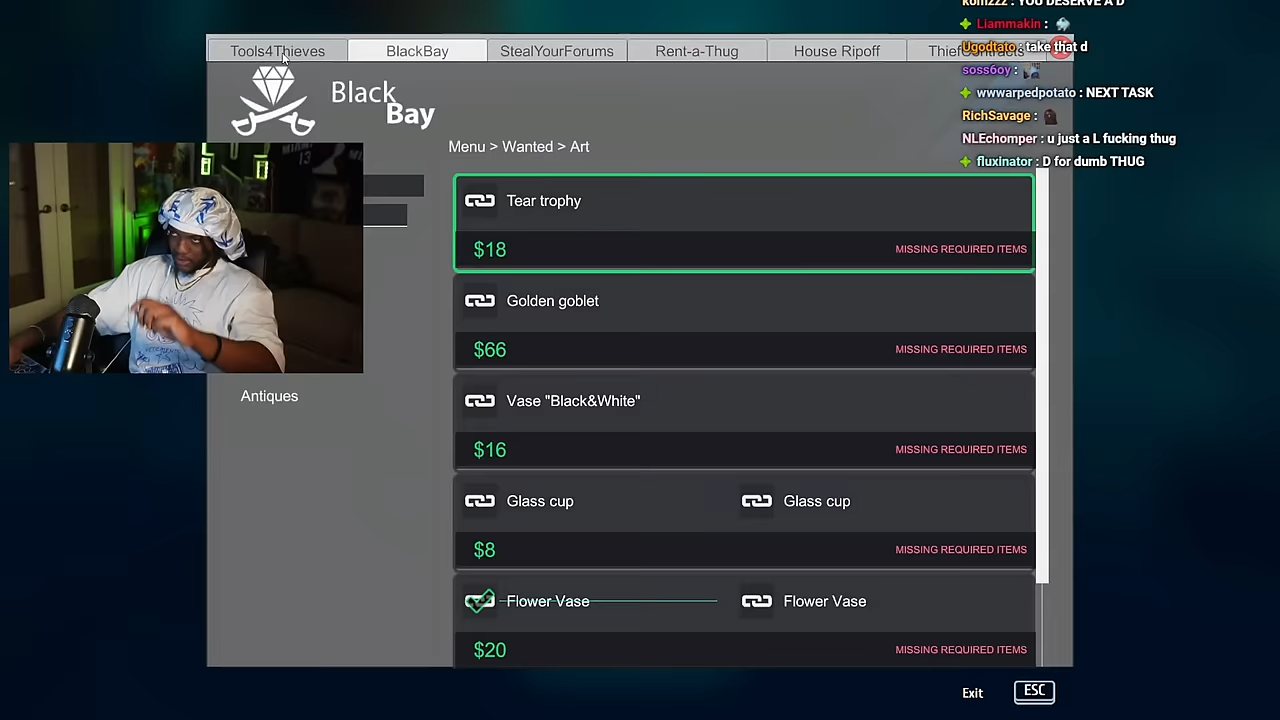 komzzz : YOU DESERVE A D
Liammakin :
Ugodtato : take that d
soss6oy :
wwwarpedpotato : NEXT TASK
RichSavage :
NLEchomper : u just a L fucking thug
fluxinator : D for dumb THUG
Tools4Thieves
BlackBay
StealYourForums
Rent-a-Thug
House Ripoff
Black
Bay
Menu > Wanted > Art
Tear trophy
$18
MISSING REQUIRED ITEMS
Golden goblet
$66
MISSING REQUIRED ITEMS
Antiques
Vase "Black&White"
$16
MISSING REQUIRED ITEMS
Glass cup
Glass cup
$8
MISSING REQUIRED ITEMS
Flower Vase
Flower Vase
$20
MISSING REQUIRED ITEMS
Exit
ESC